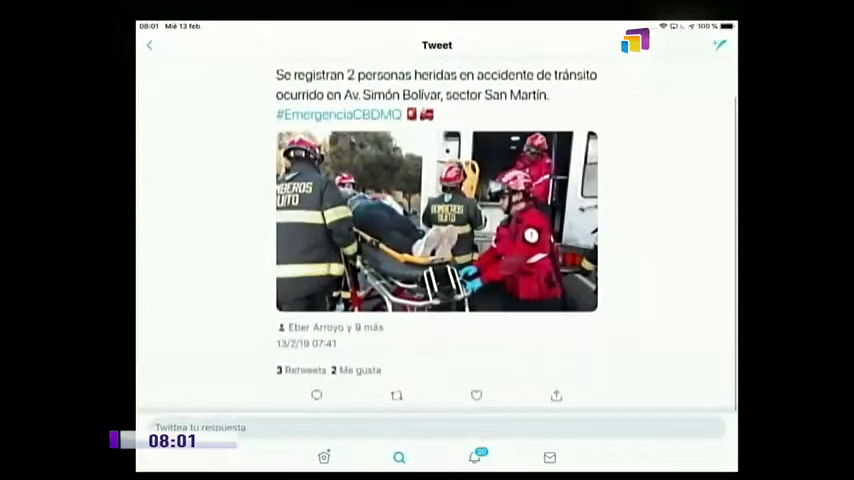 08:01 Mié 13 feb.
100 %
Tweet
Se registran 2 personas heridas en accidente de tránsito
ocurrido en Av. Simón Bolívar, sector San Martín.
#EmergenciaCBDMQ
BOMBEROS
QUITO
BOMBEROS
QUITO
Eber Arroyo y 9 más
13/2/19 07:41
3 Retweets 2 Me gusta
Twittea tu respuesta
08:01
20